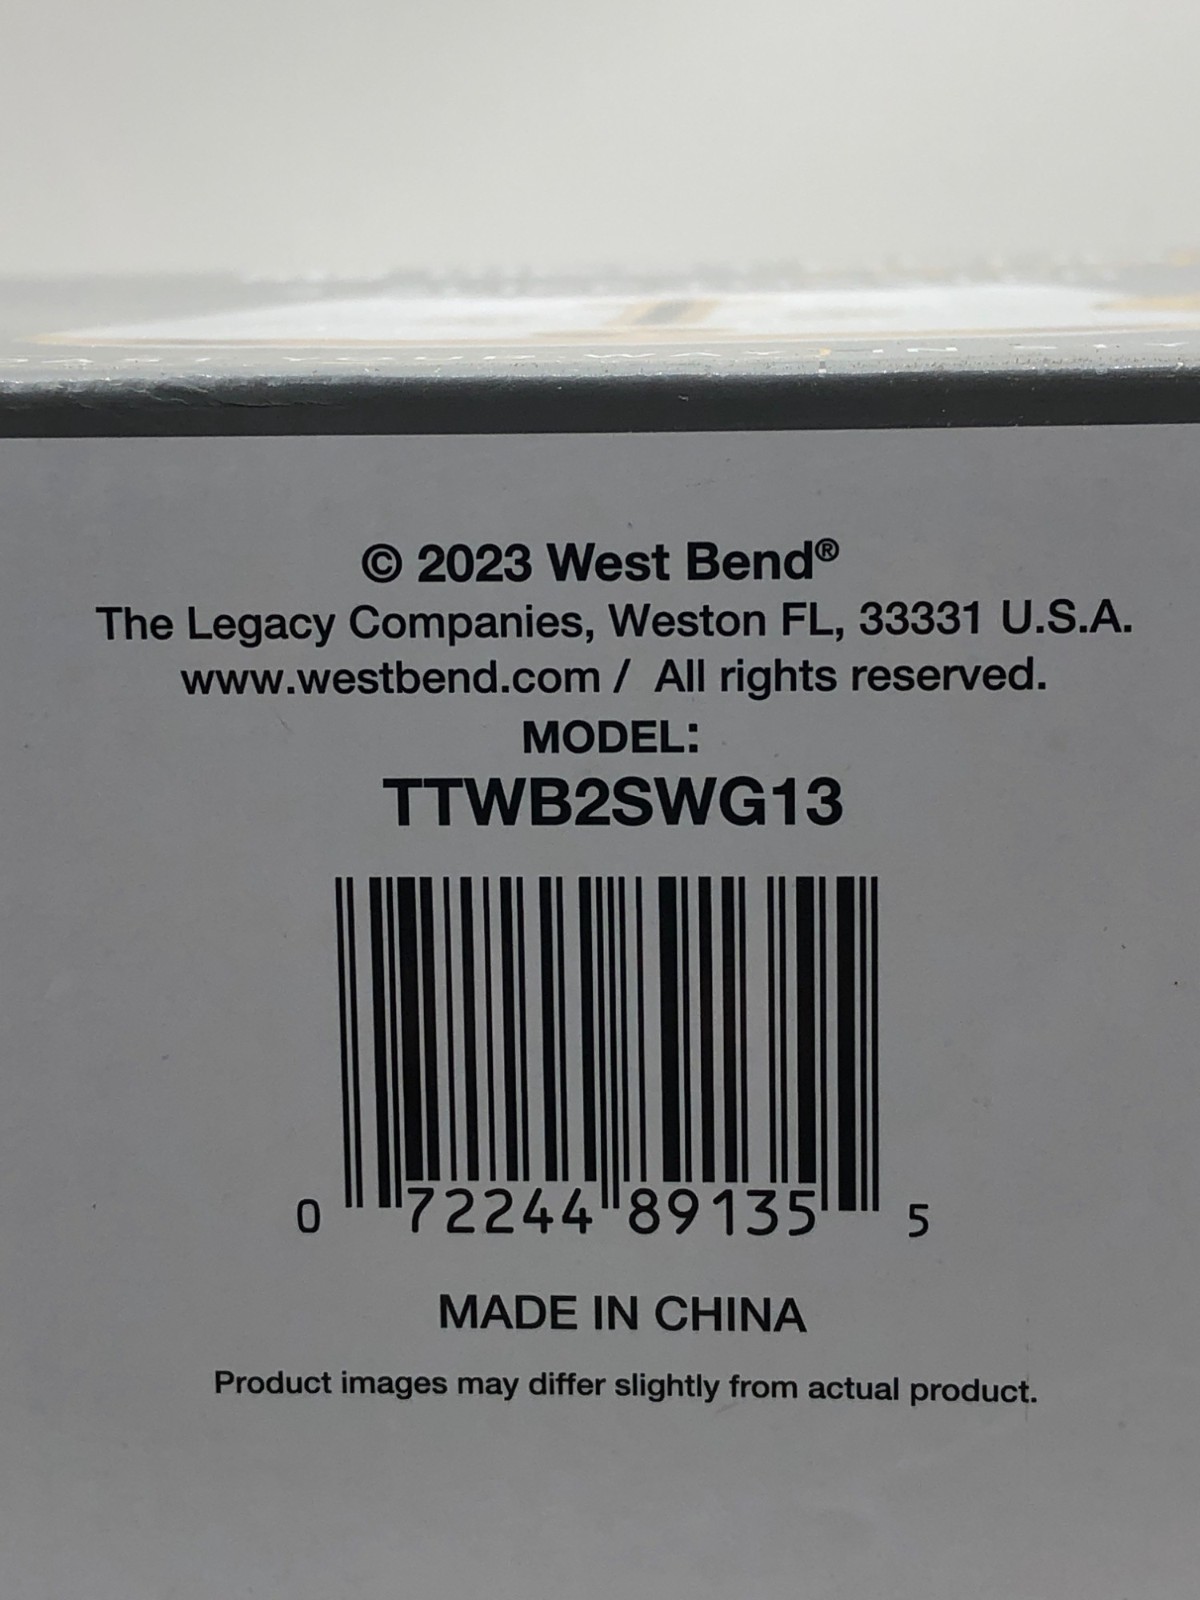 © 2023 West Bend®
The Legacy Companies, Weston FL, 33331 U.S.A.
www.westbend.com / All rights reserved.
MODEL:
TTWB2SWG13
0 72244 89135 5
MADE IN CHINA
Product images may differ slightly from actual product.